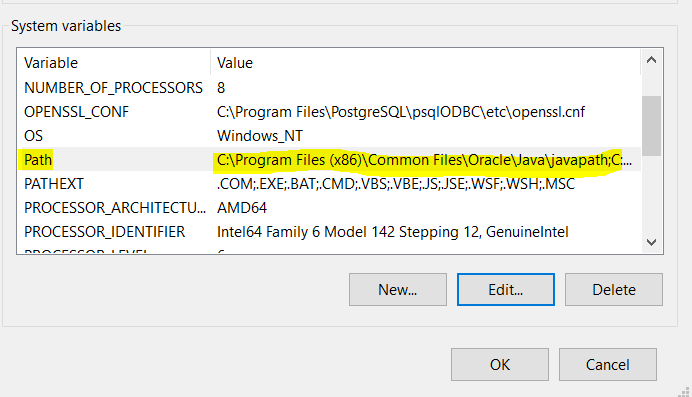 System variables
Variable Value
NUMBER_OF_PROCESSORS 8
OPENSSL_CONF C:\Program Files\PostgreSQL\psqlODBC\etc\openssl.cnf
OS Windows_NT
Path C:\Program Files (x86)\Common Files\Oracle\Java\javapath;C:...
PATHEXT .COM;.EXE;.BAT;.CMD;.VBS;.VBE;.JS;.JSE;.WSF;.WSH;.MSC
PROCESSOR_ARCHITECTU... AMD64
PROCESSOR_IDENTIFIER Intel64 Family 6 Model 142 Stepping 12, GenuineIntel
New... Edit... Delete
OK Cancel